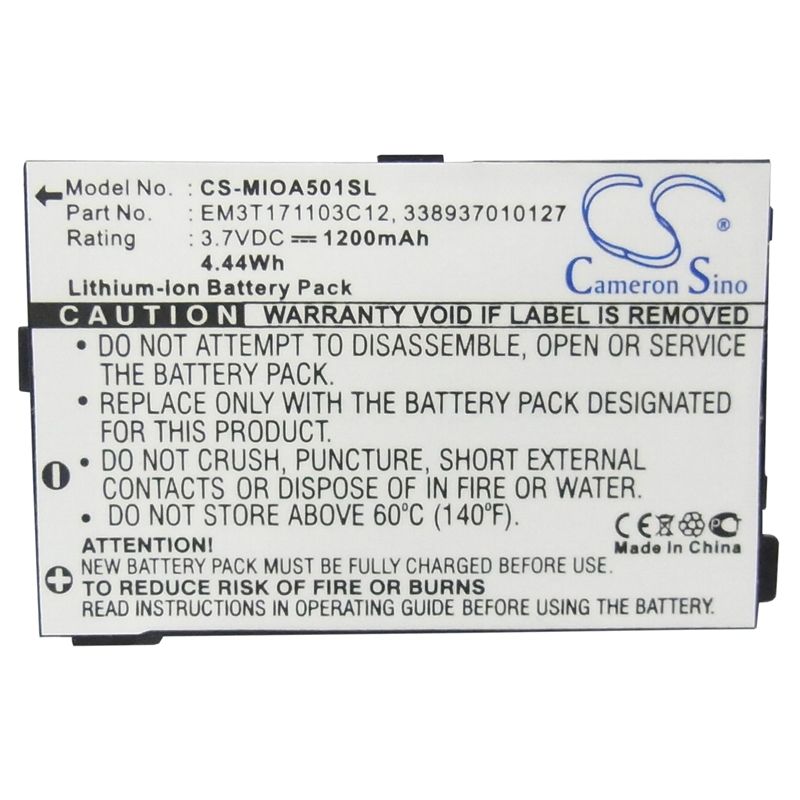 Model No. : CS-MIOA501SL
Part No. : EM3T171103C12, 338937010127
Rating : 3.7VDC ⎓ 1200mAh
4.44Wh
Lithium-ion Battery Pack
CS
®
Cameron Sino
CAUTION WARRANTY VOID IF LABEL IS REMOVED
• DO NOT ATTEMPT TO DISASSEMBLE, OPEN OR SERVICE
THE BATTERY PACK.
• REPLACE ONLY WITH THE BATTERY PACK DESIGNATED
FOR THIS PRODUCT.
• DO NOT CRUSH, PUNCTURE, SHORT EXTERNAL
CONTACTS OR DISPOSE OF IN FIRE OR WATER.
• DO NOT STORE ABOVE 60°C (140°F).
CE
Made In China
ATTENTION!
NEW BATTERY PACK MUST BE FULLY CHARGED BEFORE USE
TO REDUCE RISK OF FIRE OR BURNS
READ INSTRUCTIONS IN OPERATING GUIDE BEFORE USING THE BATTERY.